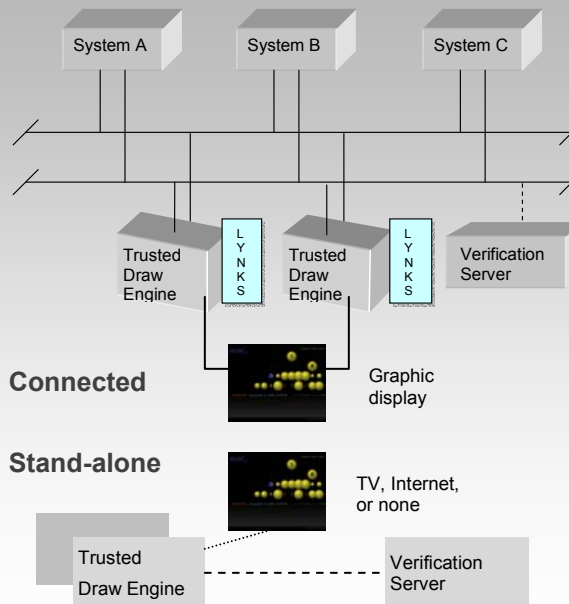 System A
System B
System C
Trusted
Draw
Engine
L
Y
N
K
S
Trusted
Draw
Engine
L
Y
N
K
S
Verification
Server
Connected
Graphic
display
Stand-alone
TV, Internet,
or none
Trusted
Draw Engine
Verification
Server